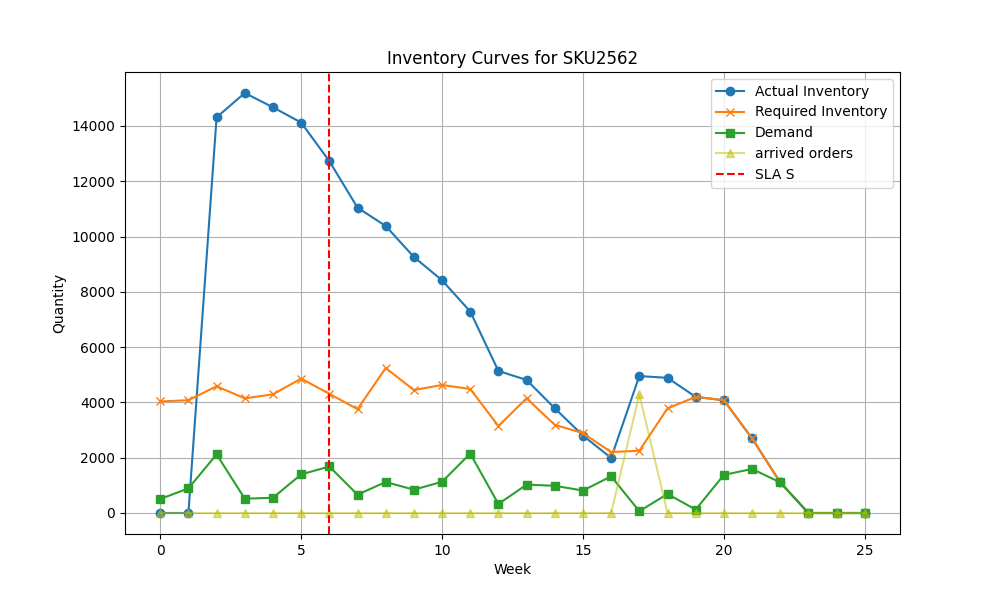 Inventory Curves for SKU2562
Actual Inventory
Required Inventory
Demand
arrived orders
SLA S
Quantity
14000
12000
10000
8000
6000
4000
2000
0
0 5 10 15 20 25
Week